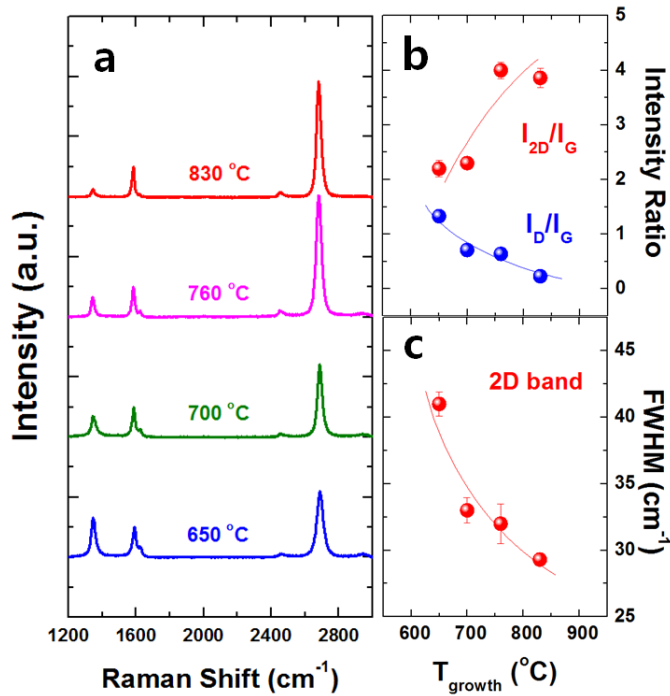 a
830 °C
760 °C
700 °C
650 °C
Intensity (a.u.)
1200 1600 2000 2400 2800
Raman Shift (cm⁻¹)
b
I₂D/IG
ID/IG
5
4
3
2
1
0
Intensity Ratio
c
2D band
45
40
35
30
25
FWHM (cm⁻¹)
600 700 800 900
Tgrowth (°C)